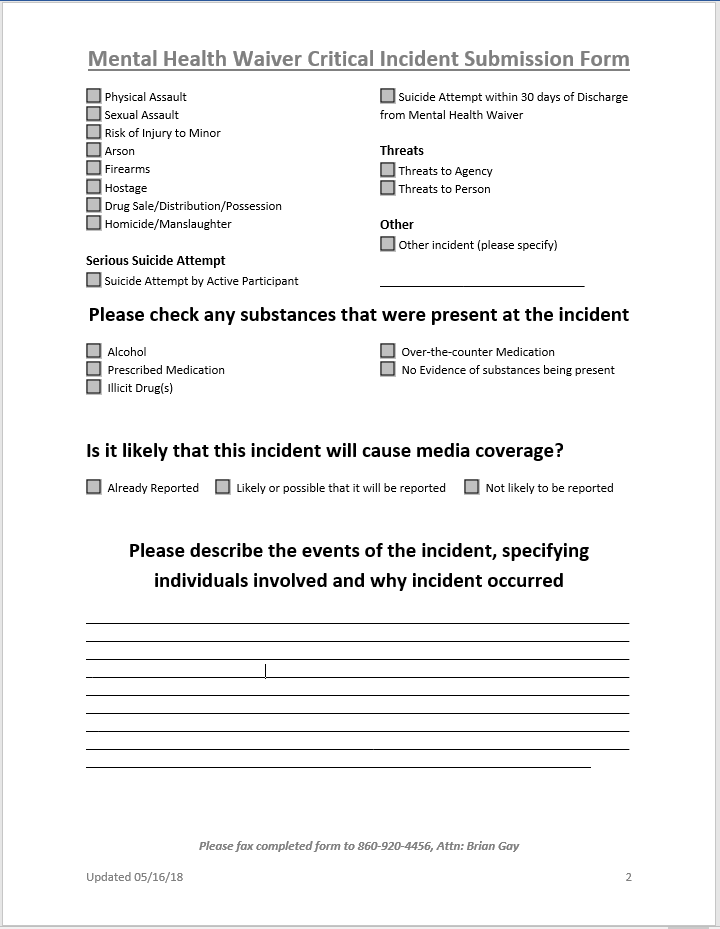 Mental Health Waiver Critical Incident Submission Form
Physical Assault
Sexual Assault
Risk of Injury to Minor
Arson
Firearms
Hostage
Drug Sale/Distribution/Possession
Homicide/Manslaughter
Serious Suicide Attempt
Suicide Attempt by Active Participant
Suicide Attempt within 30 days of Discharge
from Mental Health Waiver
Threats
Threats to Agency
Threats to Person
Other
Other incident (please specify)
Please check any substances that were present at the incident
Alcohol
Prescribed Medication
Illicit Drug(s)
Over-the-counter Medication
No Evidence of substances being present
Is it likely that this incident will cause media coverage?
Already Reported Likely or possible that it will be reported Not likely to be reported
Please describe the events of the incident, specifying
individuals involved and why incident occurred
Please fax completed form to 860-920-4456, Attn: Brian Gay
Updated 05/16/18 2